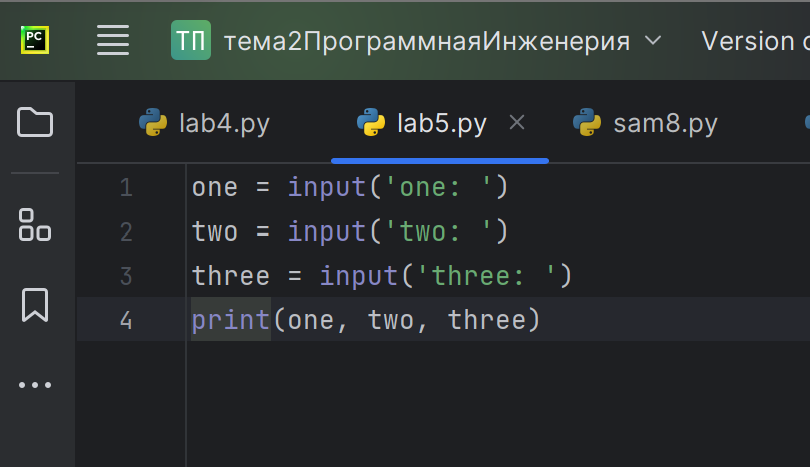 PC
ТП тема2ПрограммнаяИнженерия Version
lab4.py lab5.py sam8.py
1 one = input('one: ')
2 two = input('two: ')
3 three = input('three: ')
4 print(one, two, three)